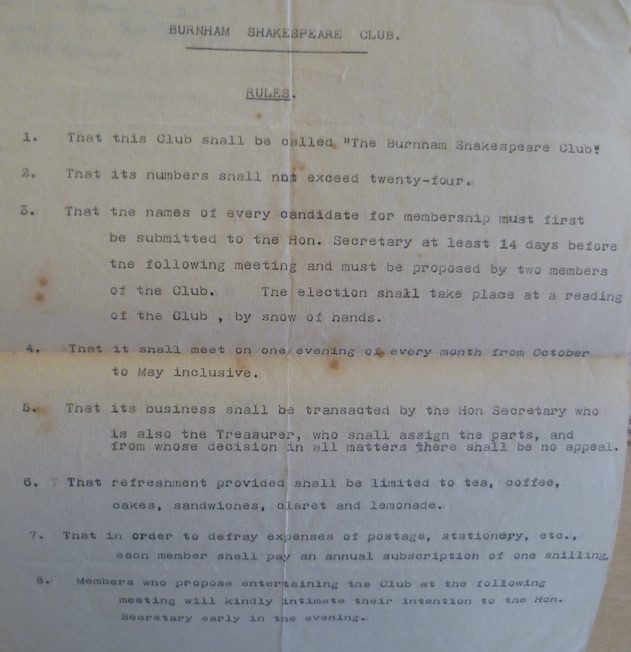 BURNHAM SHAKESPEARE CLUB.
RULES.
1. That this Club shall be called "The Burnham Shakespeare Club".
2. That its numbers shall not exceed twenty-four.
3. That the names of every candidate for membership must first
be submitted to the Hon. Secretary at least 14 days before
the following meeting and must be proposed by two members
of the Club. The election shall take place at a reading
of the Club , by show of hands.
4. That it shall meet on one evening of every month from October
to May inclusive.
5. That its business shall be transacted by the Hon Secretary who
is also the Treasurer, who shall assign the parts, and
from whose decision in all matters there shall be no appeal.
6. That refreshment provided shall be limited to tea, coffee,
cakes, sandwiches, claret and lemonade.
7. That in order to defray expenses of postage, stationery, etc.,
each member shall pay an annual subscription of one shilling.
8. Members who propose entertaining the Club at the following
meeting will kindly intimate their intention to the Hon.
Secretary early in the evening.